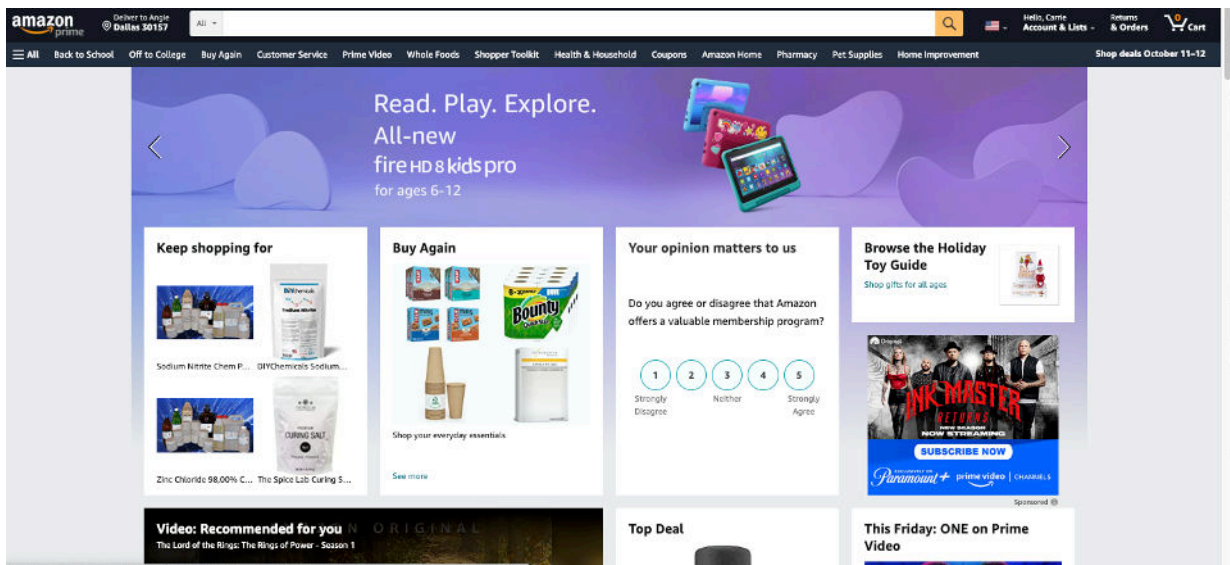 amazon
prime
Deliver to Angie
Dallas 30157
All
Hello, Carrie
Account & Lists
Returns
& Orders
0
Cart
All Back to School Off to College Buy Again Customer Service Prime Video Whole Foods Shopper Toolkit Health & Household Coupons Amazon Home Pharmacy Pet Supplies Home Improvement Shop deals October 11-12
Read. Play. Explore.
All-new
fire HD 8 kids pro
for ages 6-12
Keep shopping for
DIYChemicals
Sodium Nitrite
Sodium Nitrite Chem P...
DIYChemicals Sodium...
CURING SALT
Zinc Chloride 98.00% C...
The Spice Lab Curing S...
Buy Again
Bounty
Shop your everyday essentials
See more
Your opinion matters to us
Do you agree or disagree that Amazon
offers a valuable membership program?
1 2 3 4 5
Strongly
Disagree
Neither
Strongly
Agree
Browse the Holiday
Toy Guide
Shop gifts for all ages
Originals
INK MASTER
RETURNS
NEW SEASON
NOW STREAMING
SUBSCRIBE NOW
EXCLUSIVELY ON
Paramount+ prime video | CHANNELS
Sponsored
Video: Recommended for you
ORIGINAL
The Lord of the Rings: The Rings of Power - Season 1
Top Deal
This Friday: ONE on Prime
Video